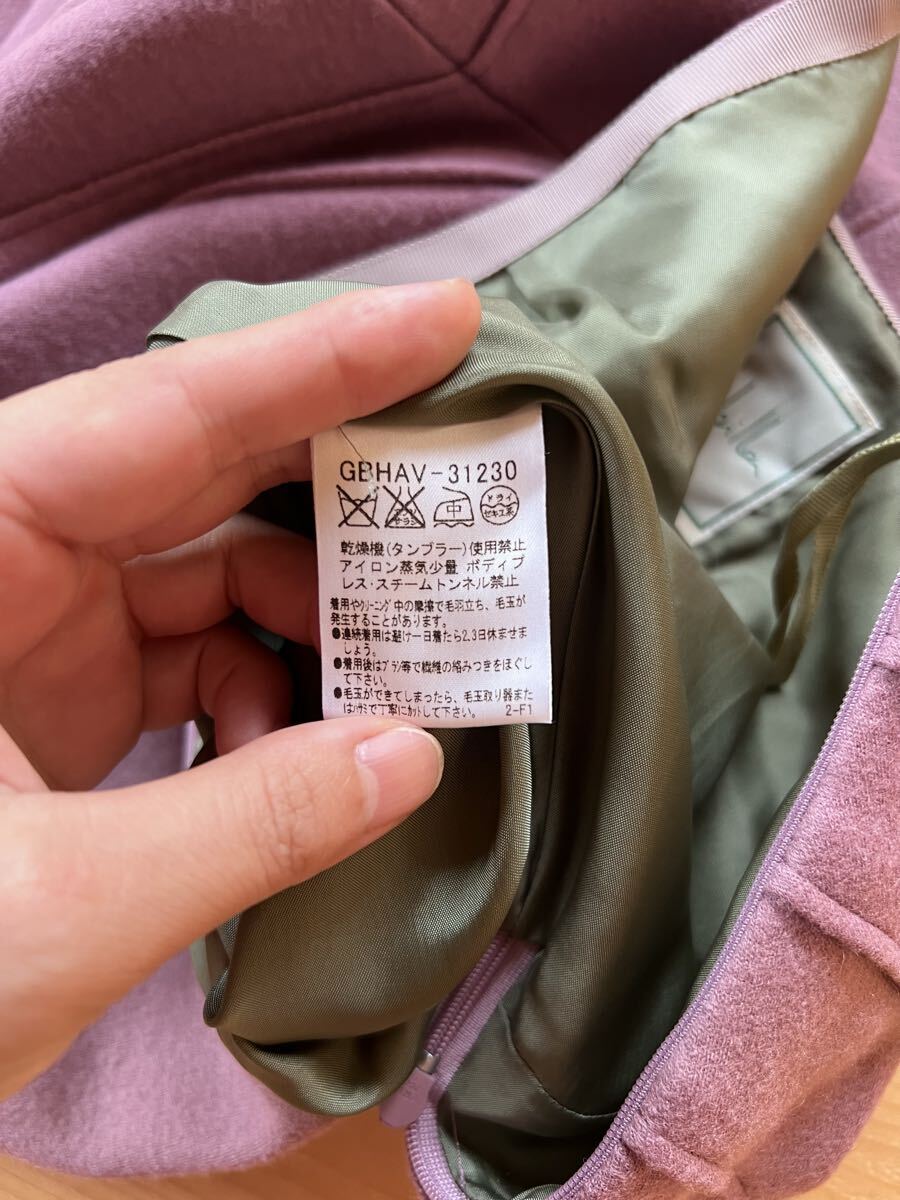 GBHAV-31230
中 ドライ
セキユ系
乾燥機(タンブラー)使用禁止
アイロン蒸気少量 ボディプ
レス・スチームトンネル禁止
着用やクリーニング中の摩擦で毛羽立ち、毛玉が
発生することがあります。
●連続着用は避け一日着たら2.3日休ませま
しょう。
●着用後はブラシ等で繊維の絡みつきをほぐし
て下さい。
●毛玉ができてしまったら、毛玉取り器また
はハサミで丁寧にカットして下さい。 2-F1